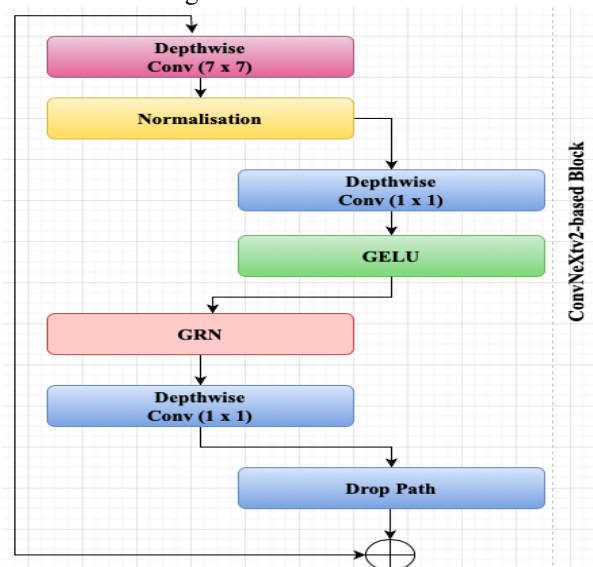 Depthwise
Conv (7 x 7)
Normalisation
Depthwise
Conv (1 x 1)
GELU
GRN
Depthwise
Conv (1 x 1)
Drop Path
ConvNeXtv2-based Block